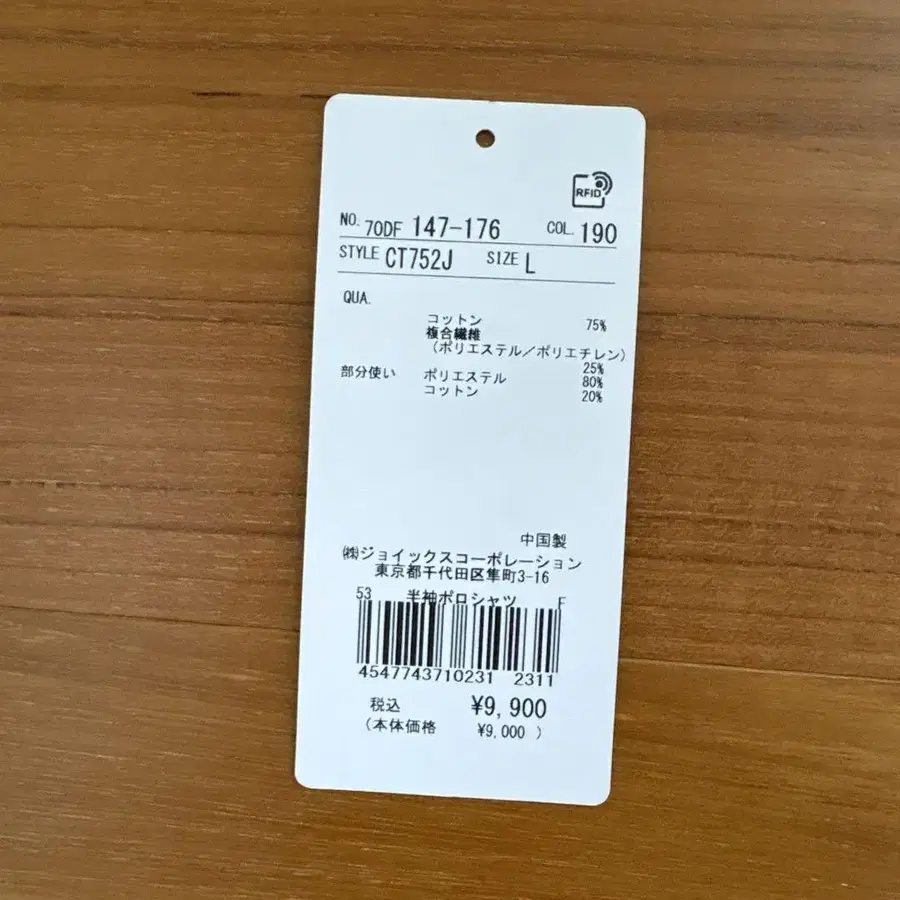 RFID
NO. 70DF 147-176 COL. 190
STYLE CT752J SIZE L
QUA.
コットン 75%
複合繊維
(ポリエステル/ポリエチレン)
25%
部分使い ポリエステル 80%
コットン 20%
中国製
㈱ジョイックスコーポレーション
東京都千代田区隼町3-16
53 半袖ポロシャツ F
4547743710231 2311
税込 ¥9,900
(本体価格 ¥9,000 )